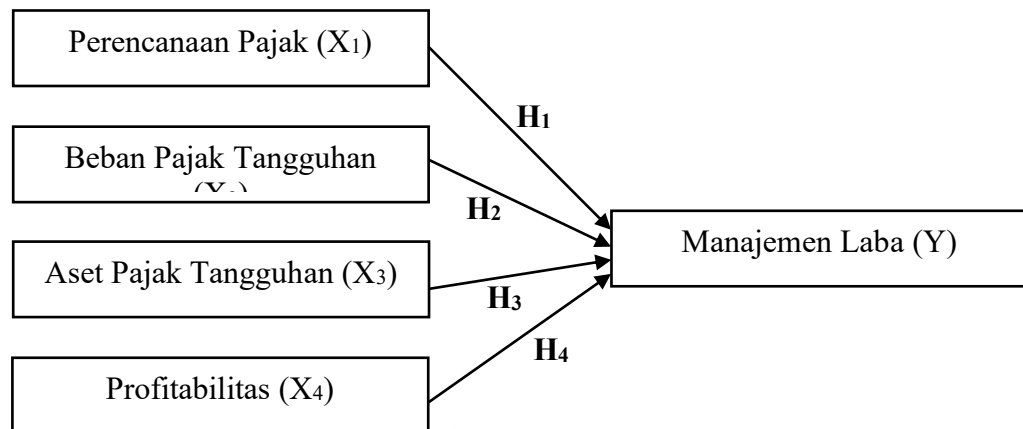 Perencanaan Pajak (X₁)
H₁
Beban Pajak Tangguhan
H₂
Manajemen Laba (Y)
Aset Pajak Tangguhan (X₃)
H₃
H₄
Profitabilitas (X₄)